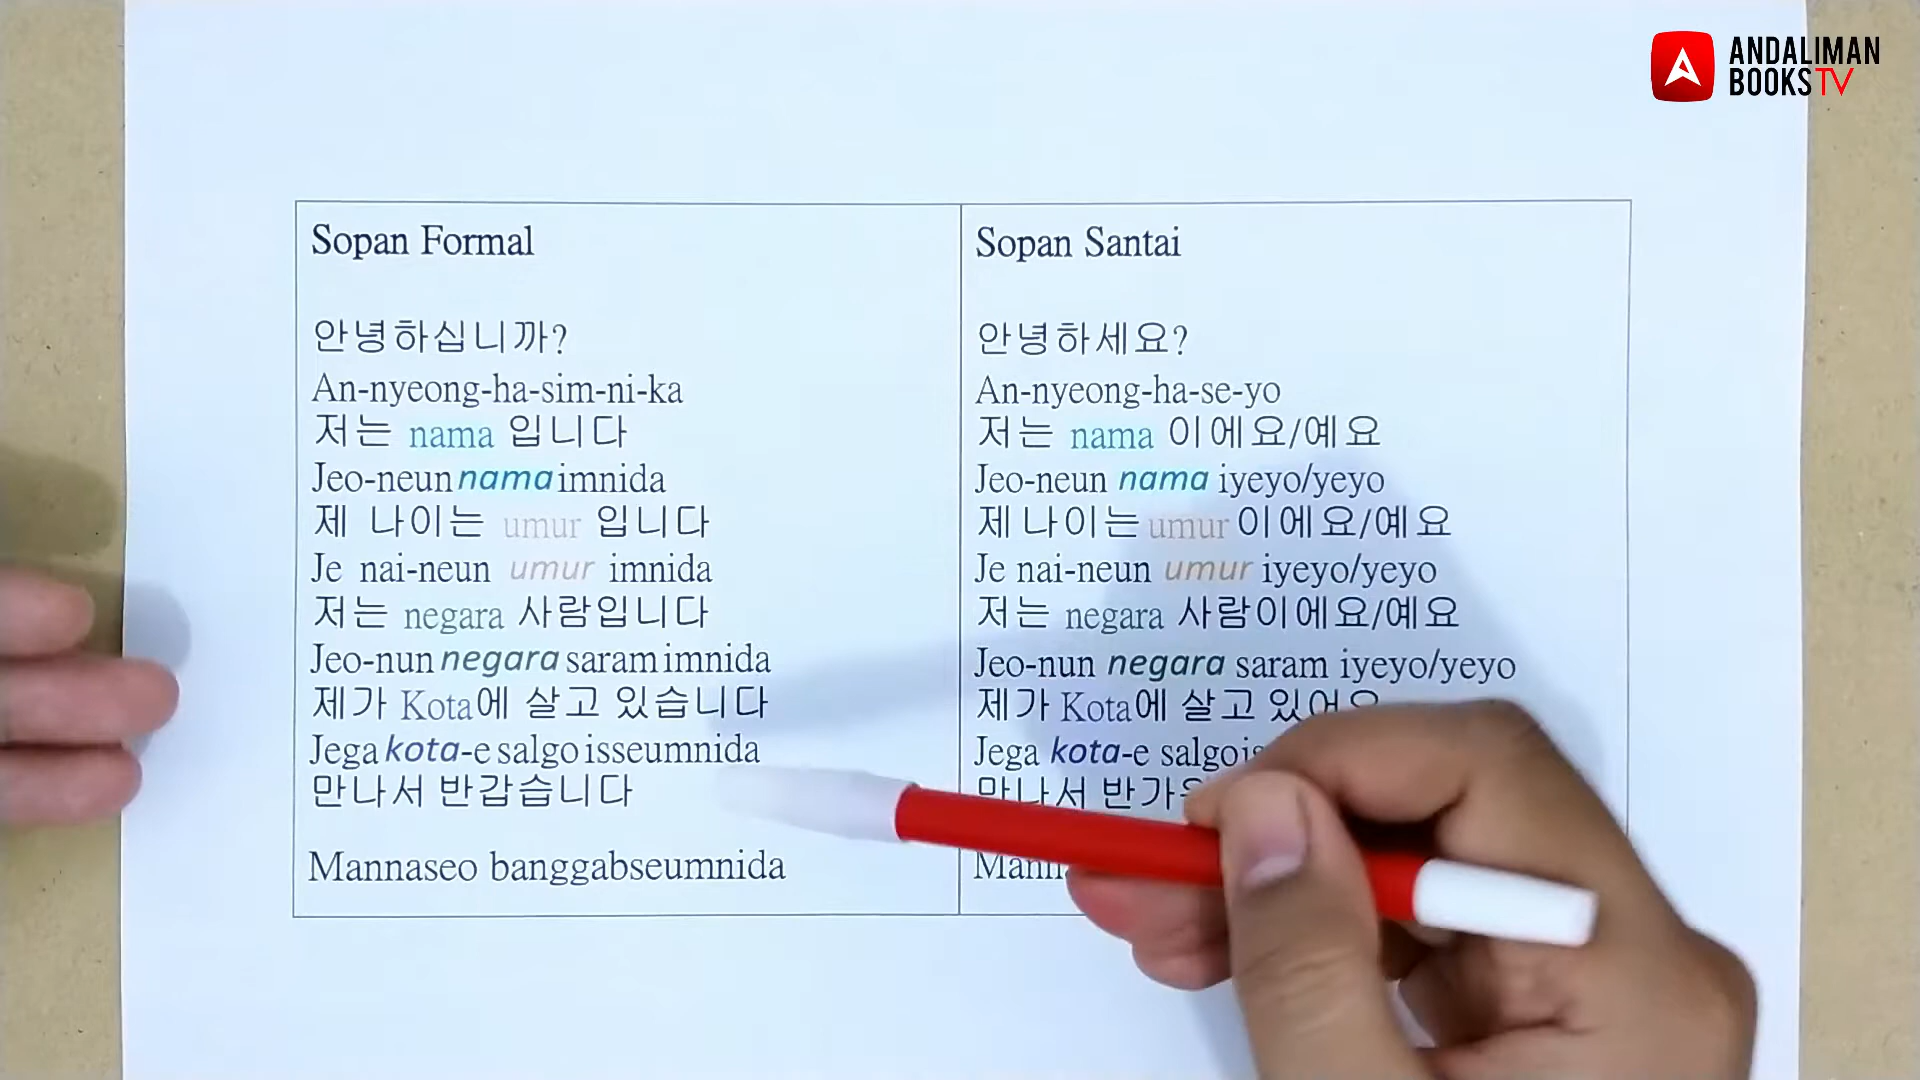 ANDALIMAN
BOOKSTV
Sopan Formal
안녕하십니까?
An-nyeong-ha-sim-ni-ka
저는 nama 입니다
Jeo-neun nama imnida
제 나이는 umur 입니다
Je nai-neun umur imnida
저는 negara 사람입니다
Jeo-nun negara saram imnida
제가 Kota에 살고 있습니다
Jega kota-e salgo isseumnida
만나서 반갑습니다
Mannaseo banggabseumnida
Sopan Santai
안녕하세요?
An-nyeong-ha-se-yo
저는 nama 이에요/예요
Jeo-neun nama iyeyo/yeyo
제 나이는 umur 이에요/예요
Je nai-neun umur iyeyo/yeyo
저는 negara 사람이에요/예요
Jeo-nun negara saram iyeyo/yeyo
제가 Kota에 살고 있어요
Jega kota-e
만나서